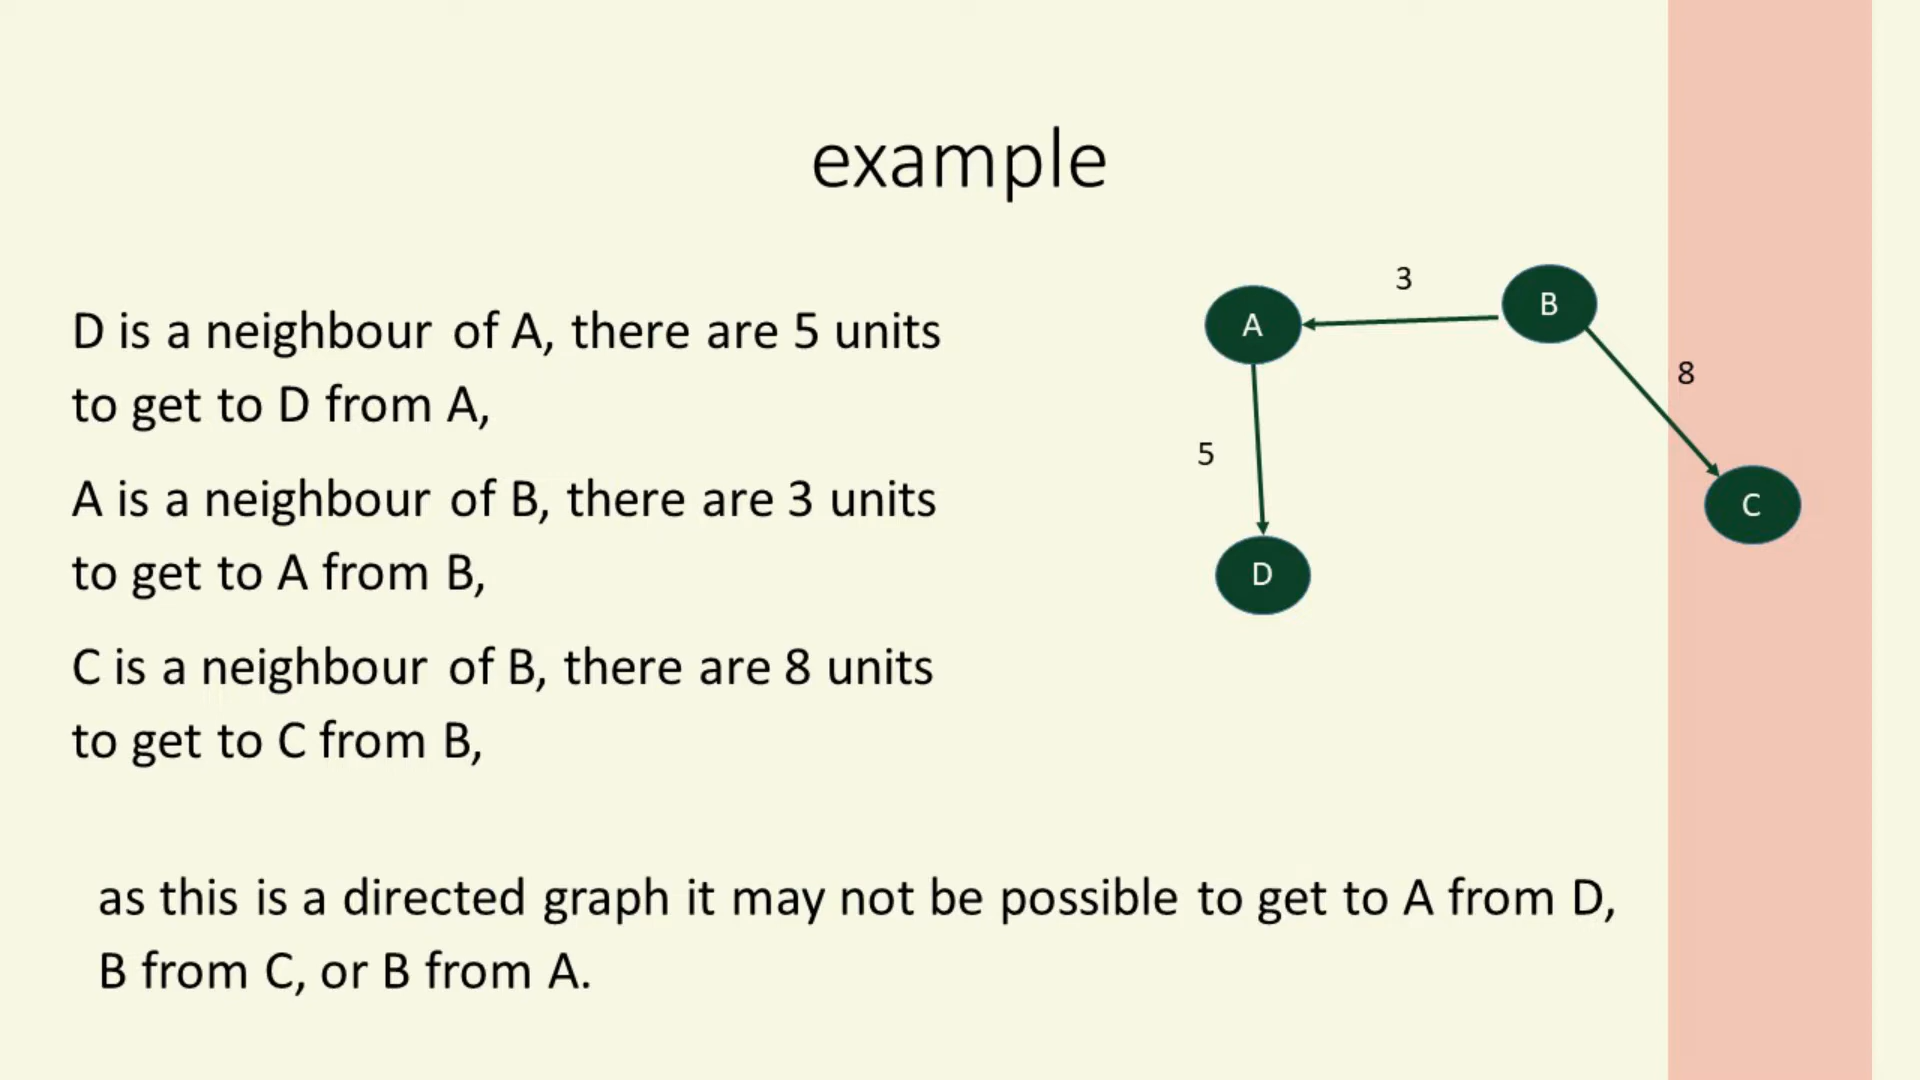 example
D is a neighbour of A, there are 5 units
to get to D from A,
A is a neighbour of B, there are 3 units
to get to A from B,
C is a neighbour of B, there are 8 units
to get to C from B,
3
B
A
8
5
C
D
as this is a directed graph it may not be possible to get to A from D,
B from C, or B from A.